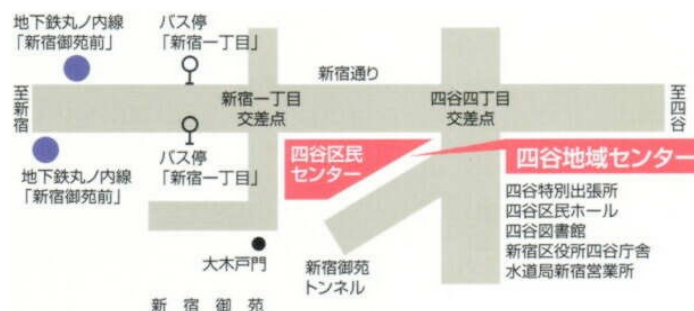 地下鉄丸ノ内線
「新宿御苑前」
バス停
「新宿一丁目」
新宿通り
至新宿
新宿一丁目
交差点
四谷四丁目
交差点
至四谷
地下鉄丸ノ内線
「新宿御苑前」
バス停
「新宿一丁目」
四谷区民
センター
四谷地域センター
四谷特別出張所
四谷区民ホール
四谷図書館
新宿区役所四谷庁舎
水道局新宿営業所
大木戸門
新宿御苑
トンネル
新宿御苑